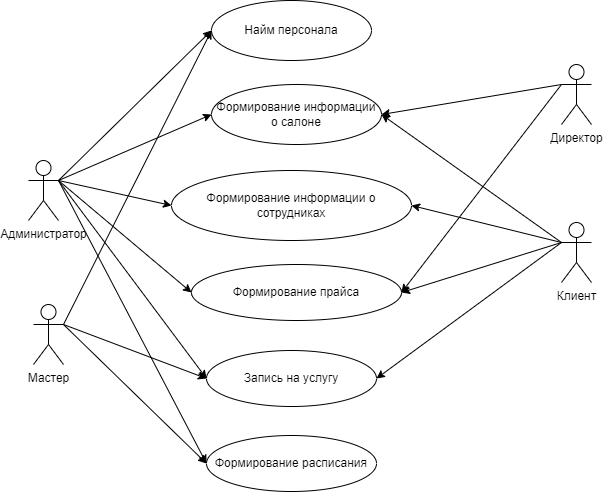 Найм персонала
Формирование информации
о салоне
Директор
Формирование информации о
сотрудниках
Администратор
Формирование прайса
Клиент
Мастер
Запись на услугу
Формирование расписания